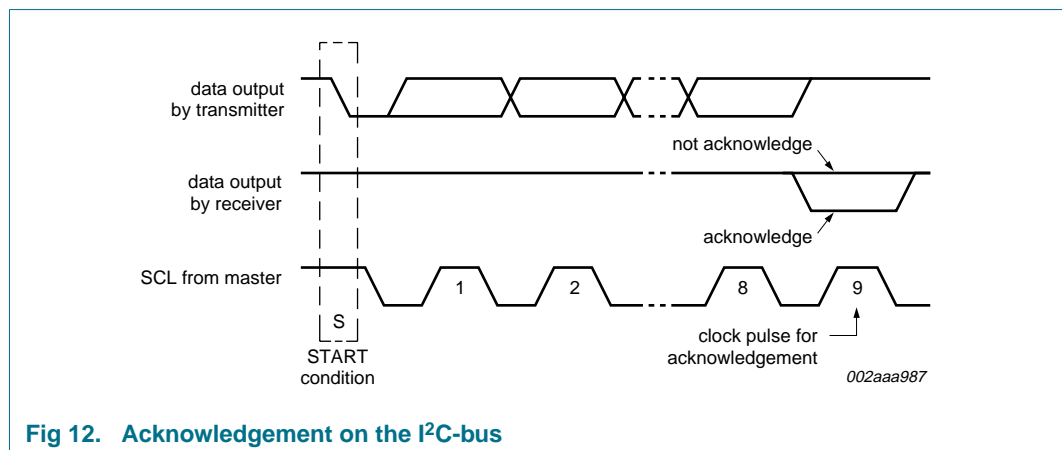 data output
by transmitter
not acknowledge
data output
by receiver
acknowledge
SCL from master
1
2
8
9
S
START
condition
clock pulse for
acknowledgement
002aaa987
Fig 12. Acknowledgement on the I²C-bus